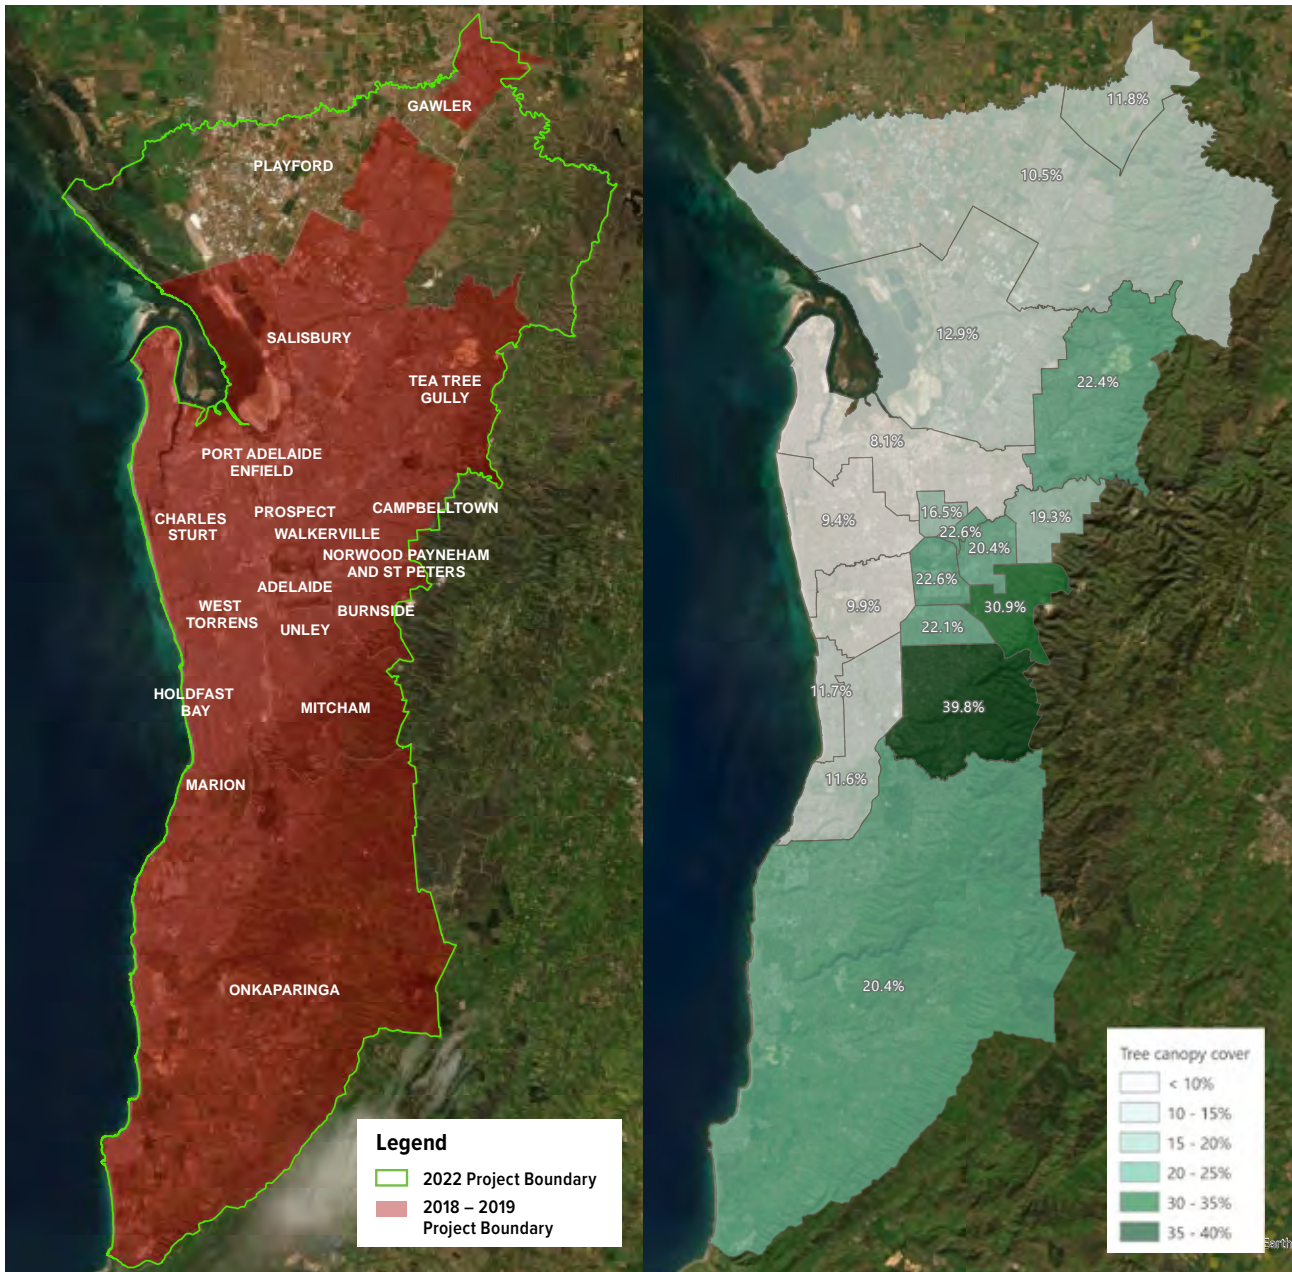 GAWLER
PLAYFORD
SALISBURY
TEA TREE
GULLY
PORT ADELAIDE
ENFIELD
PROSPECT
CAMPBELLTOWN
CHARLES
STURT
WALKERVILLE
NORWOOD PAYNEHAM
AND ST PETERS
ADELAIDE
WEST
TORRENS
BURNSIDE
UNLEY
HOLDFAST
BAY
MITCHAM
MARION
ONKAPARINGA
Legend
2022 Project Boundary
2018 – 2019
Project Boundary
11.8%
10.5%
12.9%
22.4%
8.1%
9.4%
16.5%
22.6%
19.3%
20.4%
22.6%
9.9%
30.9%
22.1%
11.7%
39.8%
11.6%
20.4%
Tree canopy cover
< 10%
10 - 15%
15 - 20%
20 - 25%
30 - 35%
35 - 40%
Earth